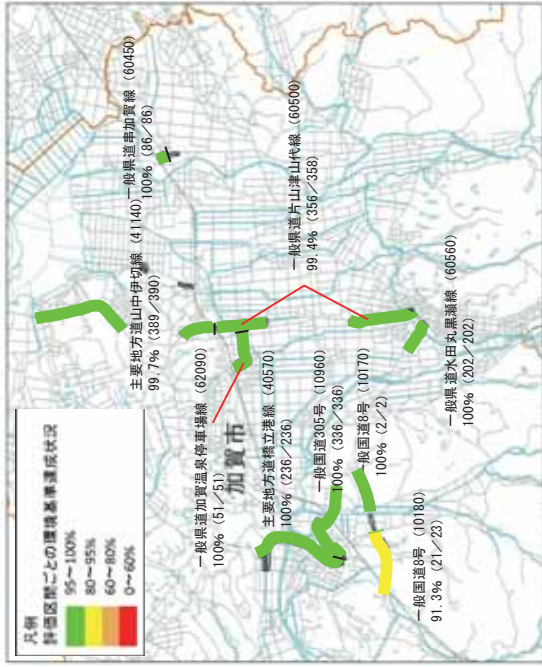 凡例
評価区間ごとの環境基準達成状況
95～100%
80～95%
60～80%
0～60%
一般県道串加賀線（60450）
100%（86／86）
主要地方道山中伊切線（41140）
99.7%（389／390）
一般県道片山津山代線（60500）
99.4%（356／358）
一般県道加賀温泉停車場線（62090）
100%（51／51）
加賀市
主要地方道橋立港線（40570）
100%（236／236）
一般国道305号（10960）
100%（336／336）
一般国道8号（10170）
100%（2／2）
一般県道水田丸黒瀬線（60560）
100%（202／202）
一般国道8号（10180）
91.3%（21／23）